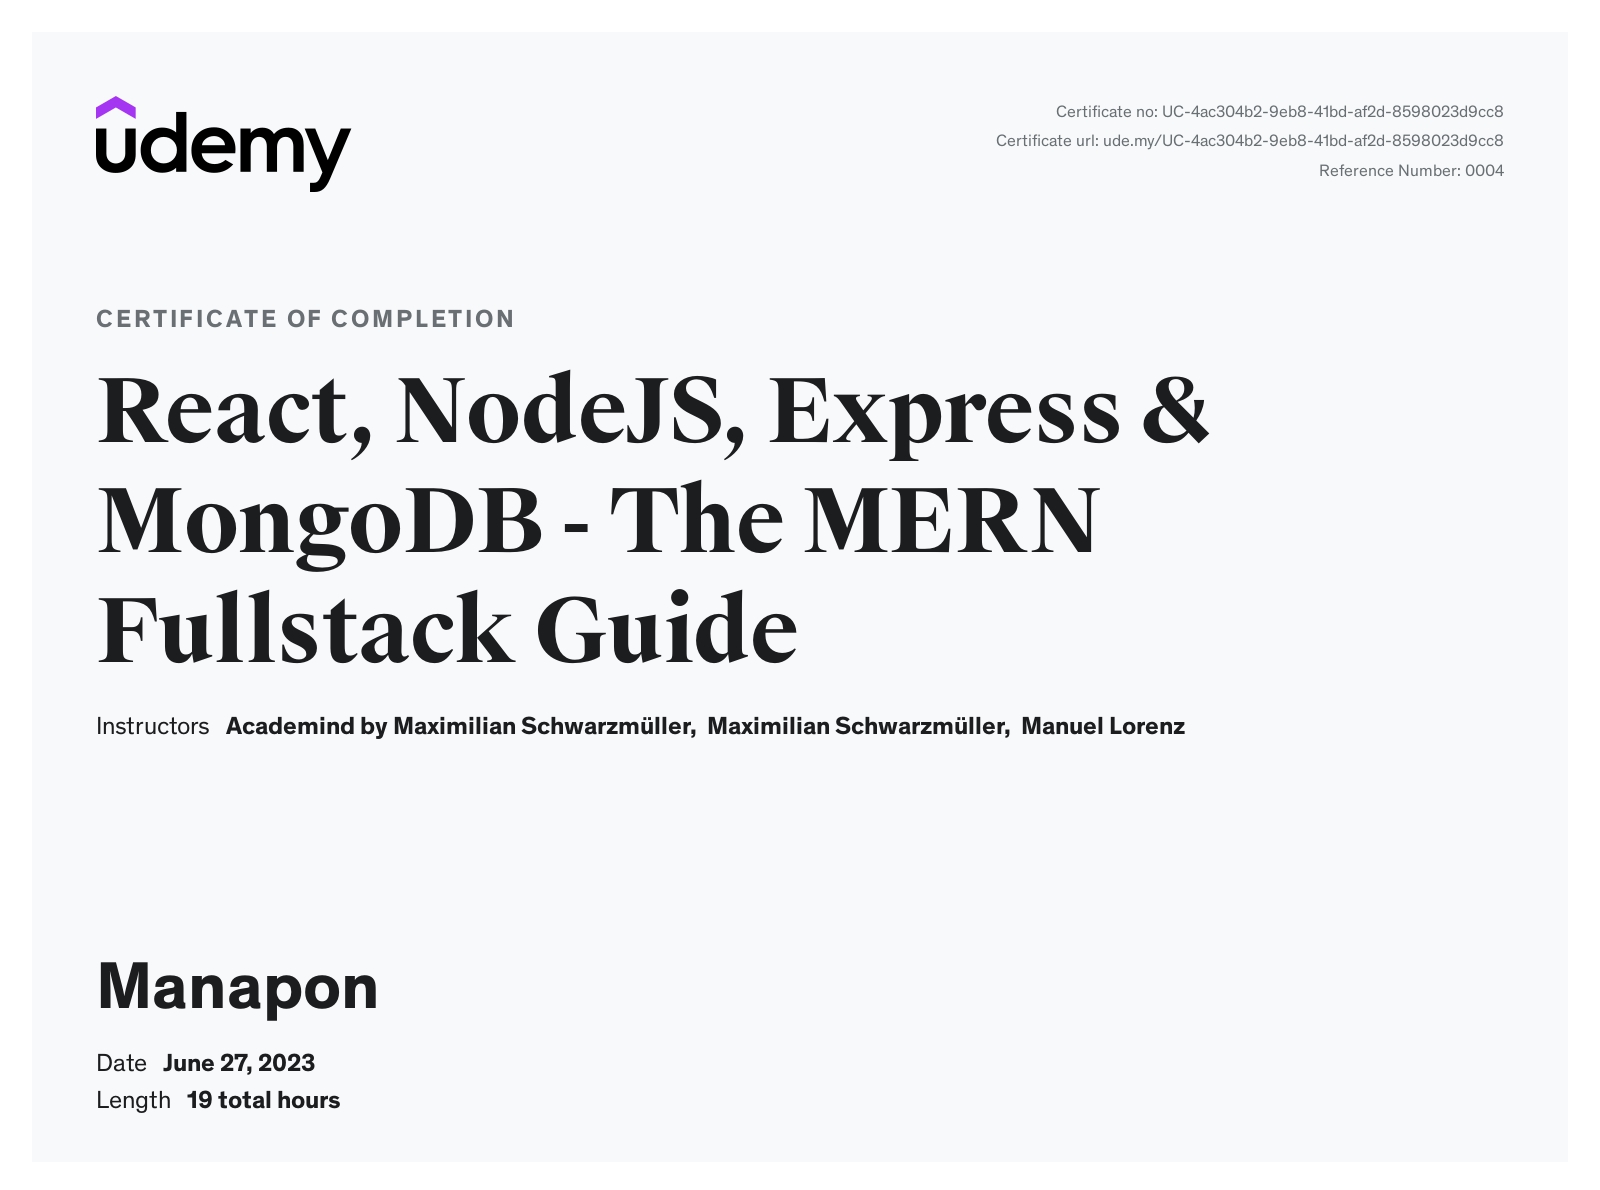 udemy
Certificate no: UC-4ac304b2-9eb8-41bd-af2d-8598023d9cc8
Certificate url: ude.my/UC-4ac304b2-9eb8-41bd-af2d-8598023d9cc8
Reference Number: 0004
CERTIFICATE OF COMPLETION
React, NodeJS, Express &
MongoDB - The MERN
Fullstack Guide
Instructors Academind by Maximilian Schwarzmüller, Maximilian Schwarzmüller, Manuel Lorenz
Manapon
Date June 27, 2023
Length 19 total hours